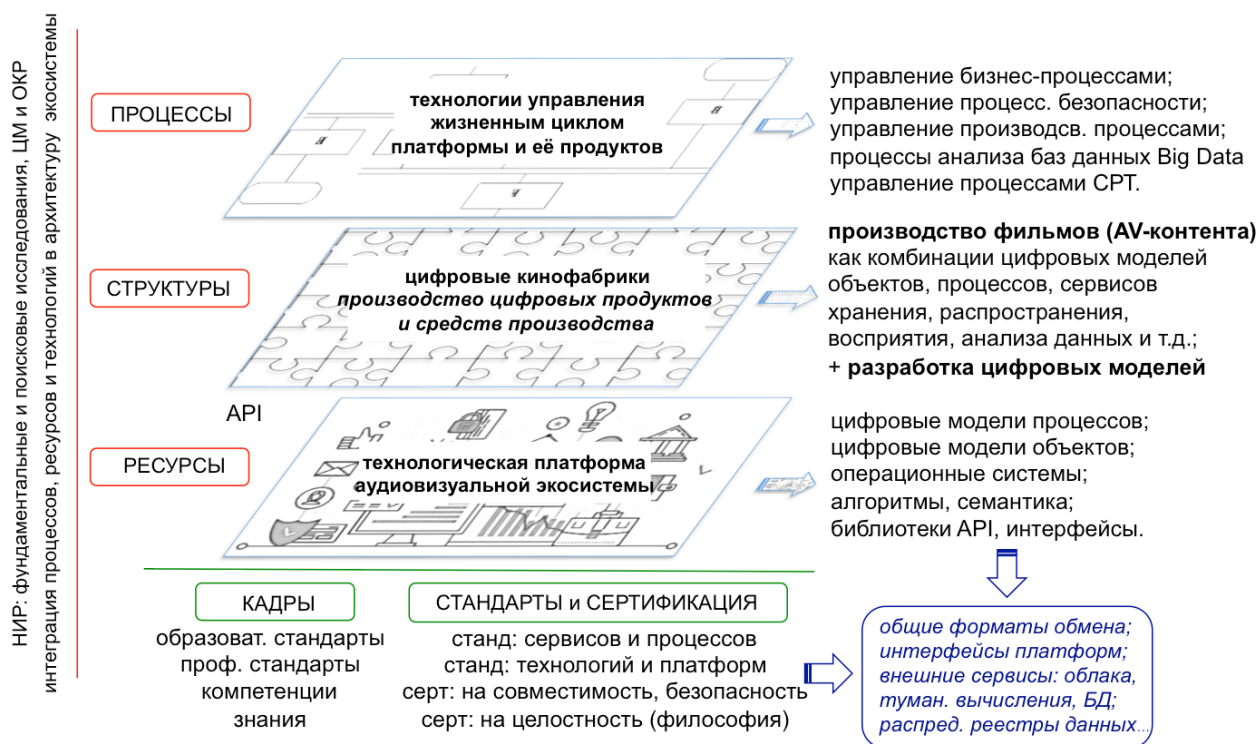 НИР: фундаментальные и поисковые исследования, ЦМ и ОКР
интеграция процессов, ресурсов и технологий в архитектуру экосистемы
ПРОЦЕССЫ
технологии управления
жизненным циклом
платформы и её продуктов
управление бизнес-процессами;
управление процесс. безопасности;
управление производсв. процессами;
процессы анализа баз данных Big Data
управление процессами СРТ.
СТРУКТУРЫ
цифровые кинофабрики
производство цифровых продуктов
и средств производства
производство фильмов (AV-контента)
как комбинации цифровых моделей
объектов, процессов, сервисов
хранения, распространения,
восприятия, анализа данных и т.д.;
+ разработка цифровых моделей
API
РЕСУРСЫ
технологическая платформа
аудиовизуальной экосистемы
цифровые модели процессов;
цифровые модели объектов;
операционные системы;
алгоритмы, семантика;
библиотеки API, интерфейсы.
КАДРЫ
образоват. стандарты
проф. стандарты
компетенции
знания
СТАНДАРТЫ и СЕРТИФИКАЦИЯ
станд: сервисов и процессов
станд: технологий и платформ
серт: на совместимость, безопасность
серт: на целостность (философия)
общие форматы обмена;
интерфейсы платформ;
внешние сервисы: облака,
туман. вычисления, БД;
распред. реестры данных...